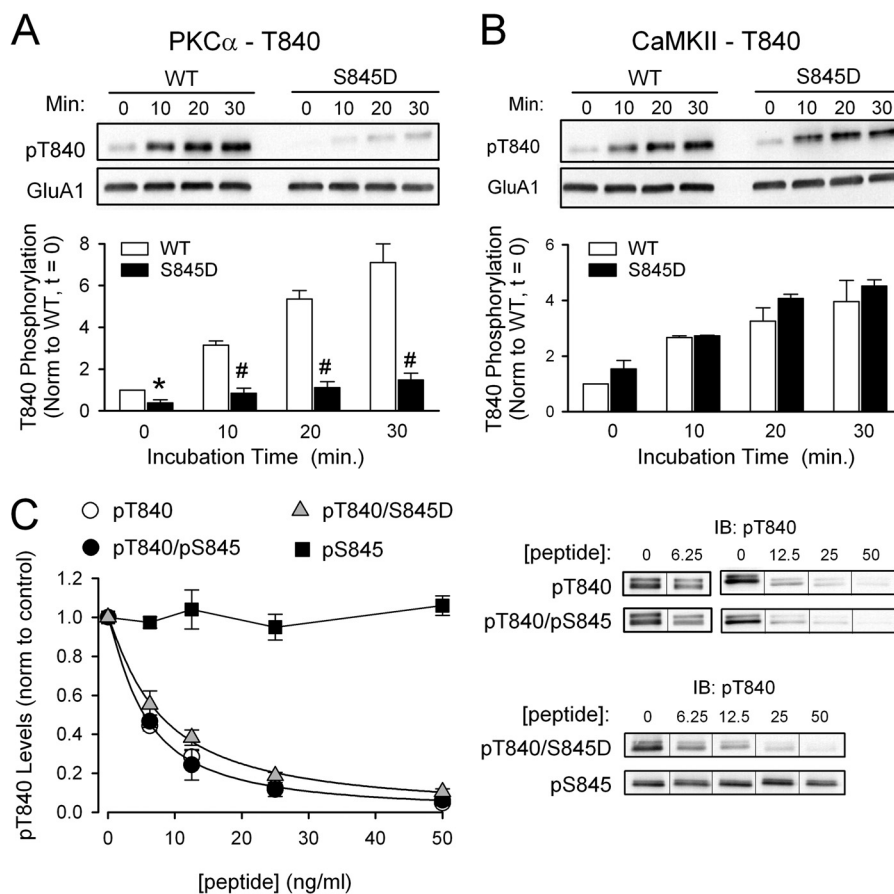 A
PKCα - T840
WT S845D
Min: 0 10 20 30 0 10 20 30
pT840
GluA1
T840 Phosphorylation
(Norm to WT, t = 0)
8
6
4
2
0
WT
S845D
* # # #
0 10 20 30
Incubation Time (min.)
B
CaMKII - T840
WT S845D
Min: 0 10 20 30 0 10 20 30
pT840
GluA1
T840 Phosphorylation
(Norm to WT, t = 0)
6
4
2
0
WT
S845D
0 10 20 30
Incubation Time (min.)
C
pT840 pT840/S845D
pT840/pS845 pS845
pT840 Levels (norm to control)
1.2
1.0
0.8
0.6
0.4
0.2
0.0
0 10 20 30 40 50
[peptide] (ng/ml)
IB: pT840
[peptide]: 0 6.25 0 12.5 25 50
pT840
pT840/pS845
IB: pT840
[peptide]: 0 6.25 12.5 25 50
pT840/S845D
pS845